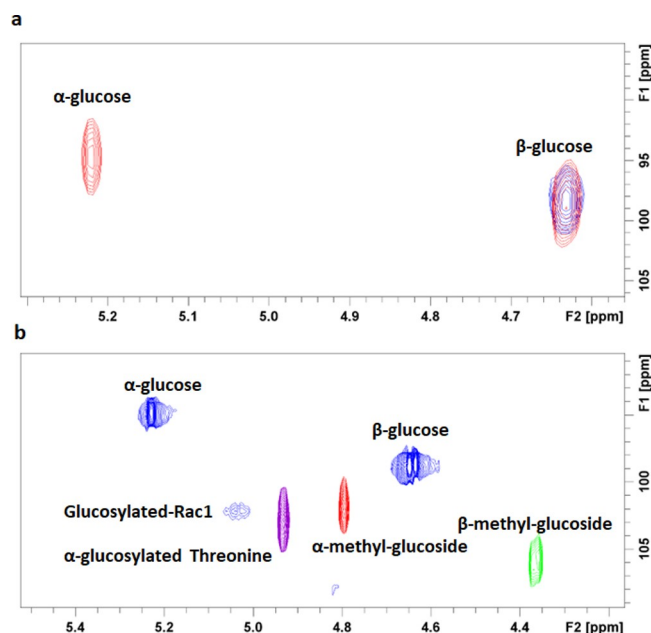 a
α-glucose
β-glucose
95
100
105
F1 [ppm]
5.2 5.1 5.0 4.9 4.8 4.7 F2 [ppm]
b
α-glucose
β-glucose
Glucosylated-Rac1
α-glucosylated Threonine
α-methyl-glucoside
β-methyl-glucoside
100
105
F1 [ppm]
5.4 5.2 5.0 4.8 4.6 4.4 F2 [ppm]